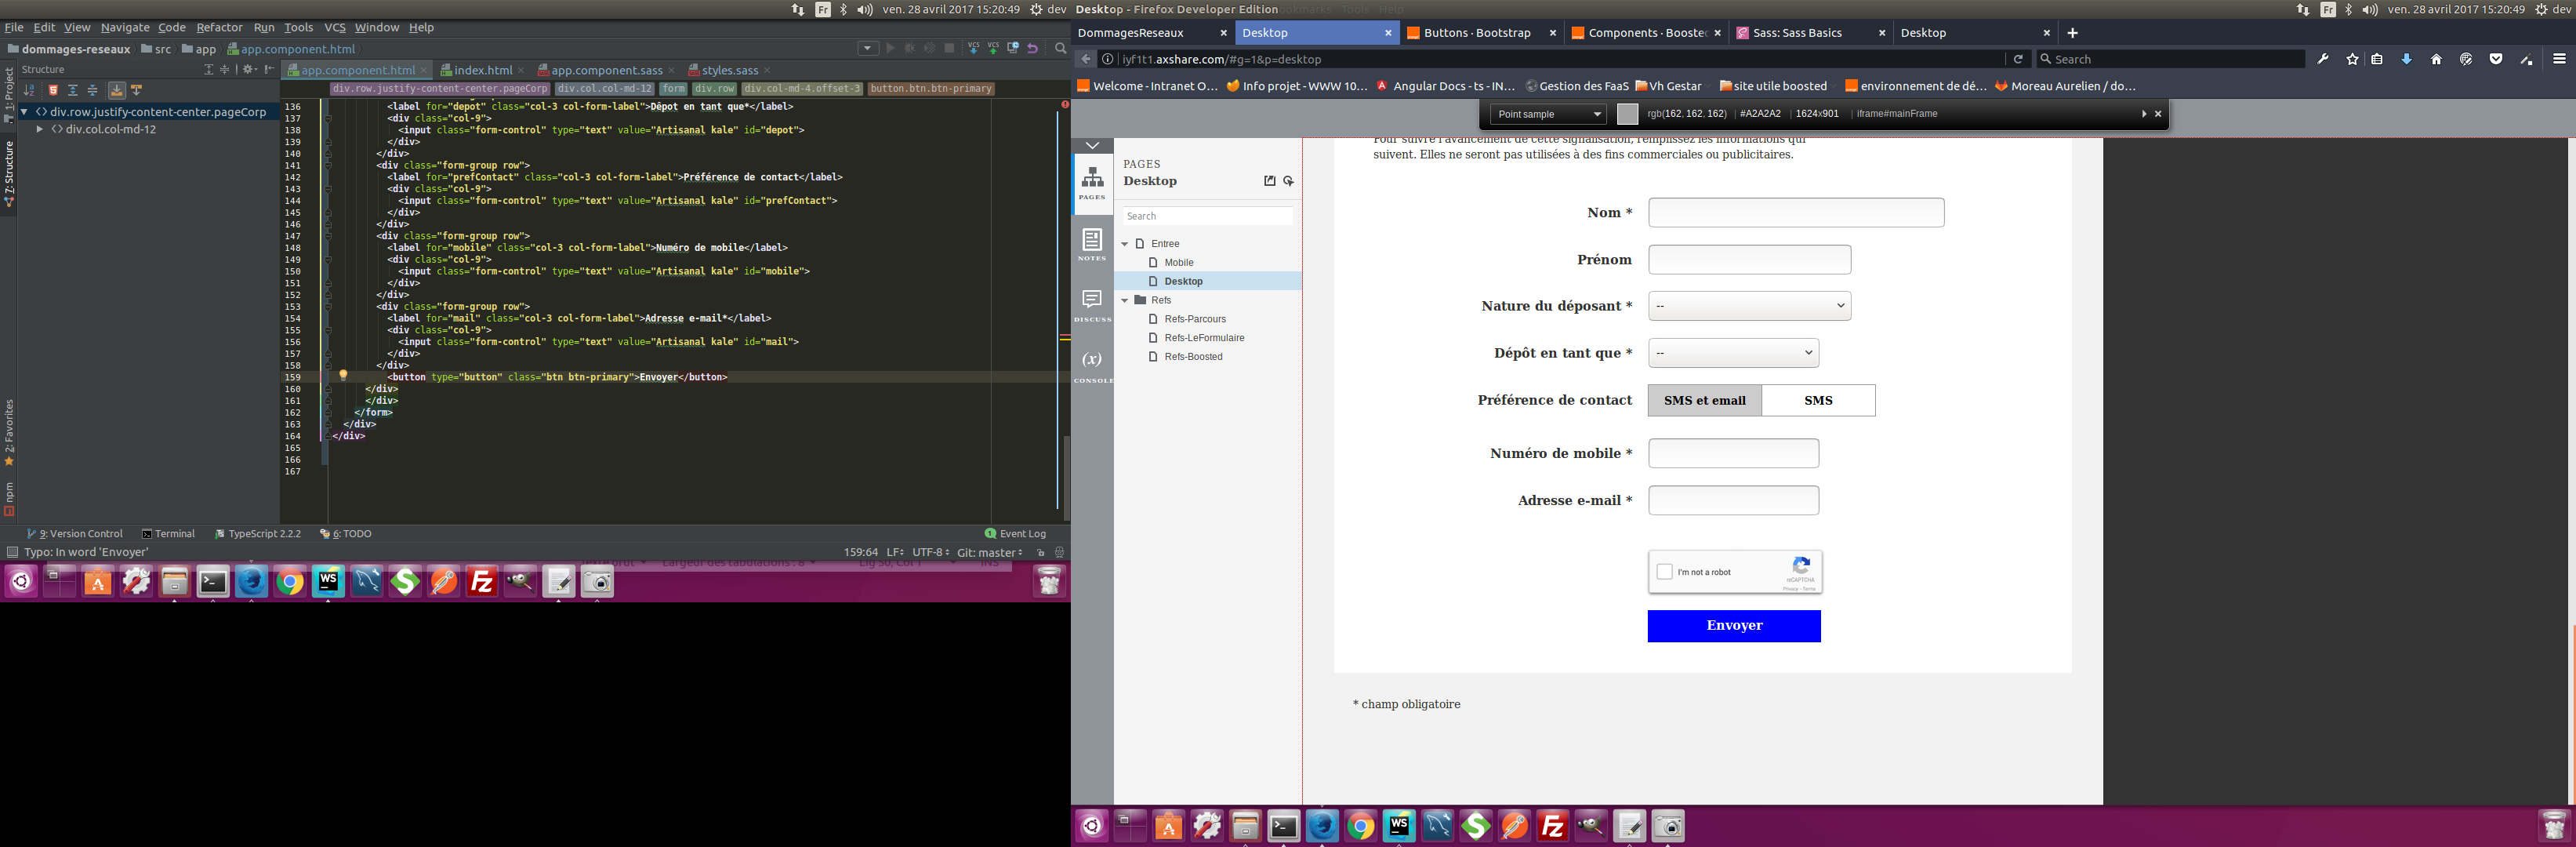 ven. 28 avril 2017 15:20:49 dev
Fr
File Edit View Navigate Code Refactor Run Tools VCS Window Help
dommages-reseaux src app app.component.html
Structure
app.component.html index.html app.component.sass styles.sass
div.row.justify-content-center.pageCorp div.col.col-md-12 form div.row div.col-md-4.offset-3 button.btn.btn-primary
1: Project
7: Structure
2: Favorites
npm
div.row.justify-content-center.pageCorp
div.col.col-md-12
136 <label for="depot" class="col-3 col-form-label">Dépot en tant que*</label>
137 <div class="col-9">
138 <input class="form-control" type="text" value="Artisanal kale" id="depot">
139 </div>
140 </div>
141 <div class="form-group row">
142 <label for="prefContact" class="col-3 col-form-label">Préférence de contact</label>
143 <div class="col-9">
144 <input class="form-control" type="text" value="Artisanal kale" id="prefContact">
145 </div>
146 </div>
147 <div class="form-group row">
148 <label for="mobile" class="col-3 col-form-label">Numéro de mobile</label>
149 <div class="col-9">
150 <input class="form-control" type="text" value="Artisanal kale" id="mobile">
151 </div>
152 </div>
153 <div class="form-group row">
154 <label for="mail" class="col-3 col-form-label">Adresse e-mail*</label>
155 <div class="col-9">
156 <input class="form-control" type="text" value="Artisanal kale" id="mail">
157 </div>
158 </div>
159 <button type="button" class="btn btn-primary">Envoyer</button>
160 </div>
161 </div>
162 </form>
163 </div>
164 </div>
165
166
167
9: Version Control Terminal TypeScript 2.2.2 6: TODO Event Log
Typo: In word 'Envoyer' 159:64 LF UTF-8 Git: master
Largeur des tabulations : 8 Lig 50, Col 1 INS
Desktop - Firefox Developer Edition
Tools Help
Fr ven. 28 avril 2017 15:20:49 dev
DommagesReseaux Desktop Buttons · Bootstrap Components · Boosted Sass: Sass Basics Desktop
iyf1t1.axshare.com/#g=1&p=desktop
Search
Welcome - Intranet O... Info projet - WWW 10... Angular Docs - ts - IN... Gestion des FaaS Vh Gestar site utile boosted environnement de dé... Moreau Aurelien / do...
Point sample rgb(162, 162, 162) | #A2A2A2 | 1624x901 | iframe#mainFrame
PAGES
NOTES
DISCUSS
(x)
CONSOLE
PAGES
Desktop
Search
Entree
Mobile
Desktop
Refs
Refs-Parcours
Refs-LeFormulaire
Refs-Boosted
Pour suivre l'avancement de cette signalisation, remplissez les informations qui
suivent. Elles ne seront pas utilisées à des fins commerciales ou publicitaires.
Nom *
Prénom
Nature du déposant * --
Dépôt en tant que * --
Préférence de contact SMS et email SMS
Numéro de mobile *
Adresse e-mail *
I'm not a robot
reCAPTCHA
Privacy - Terms
Envoyer
* champ obligatoire